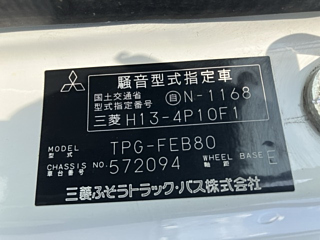 騒音型式指定車
国土交通省
型式指定番号 自N-1168
三菱 H13-4P10F1
MODEL
型式 TPG-FEB80
CHASSIS NO.
車台番号 572094 WHEEL BASE
軸距 E
三菱ふそうトラック・バス株式会社